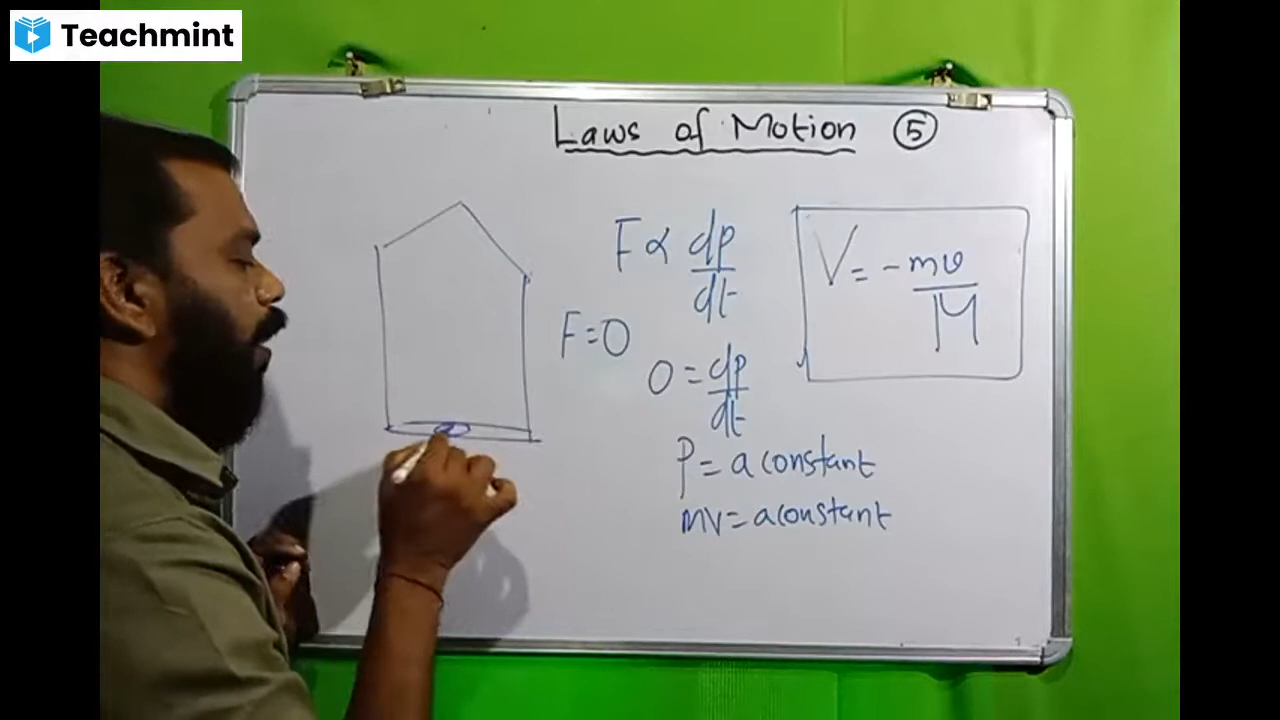 Teachmint
Laws of Motion 5
F ∝ dp/dt
V = -mv/M
F = 0
0 = dp/dt
P = a constant
mv = a constant